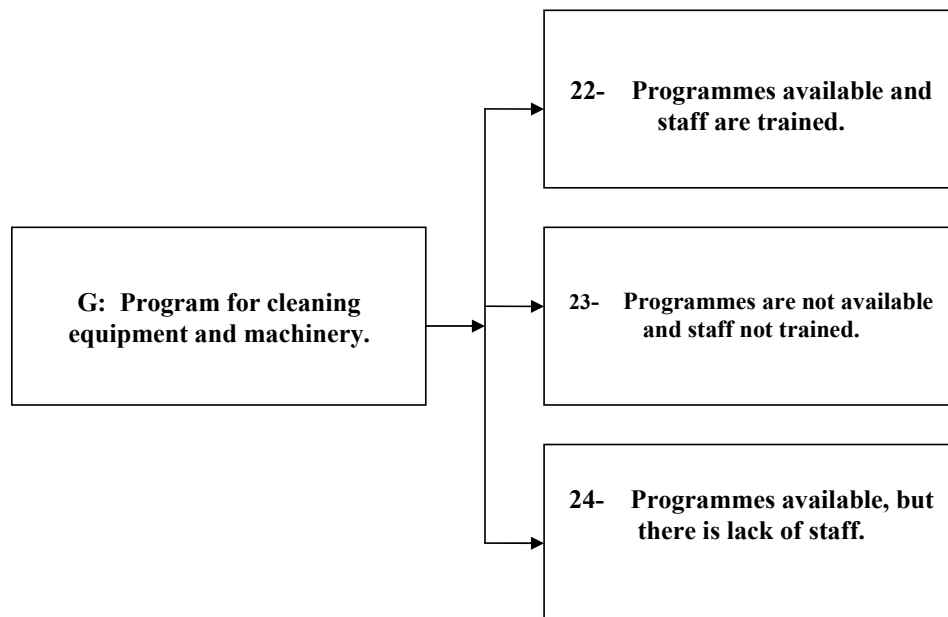 22- Programmes available and
staff are trained.
G: Program for cleaning
equipment and machinery.
23- Programmes are not available
and staff not trained.
24- Programmes available, but
there is lack of staff.